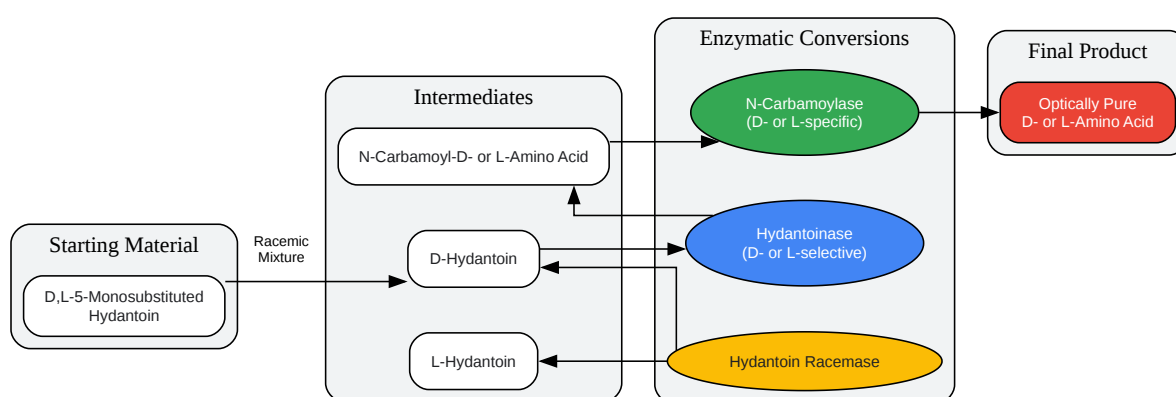 Starting Material
D,L-5-Monosubstituted
Hydantoin
Racemic
Mixture
Intermediates
N-Carbamoyl-D- or L-Amino Acid
D-Hydantoin
L-Hydantoin
Enzymatic Conversions
N-Carbamoylase
(D- or L-specific)
Hydantoinase
(D- or L-selective)
Hydantoin Racemase
Final Product
Optically Pure
D- or L-Amino Acid